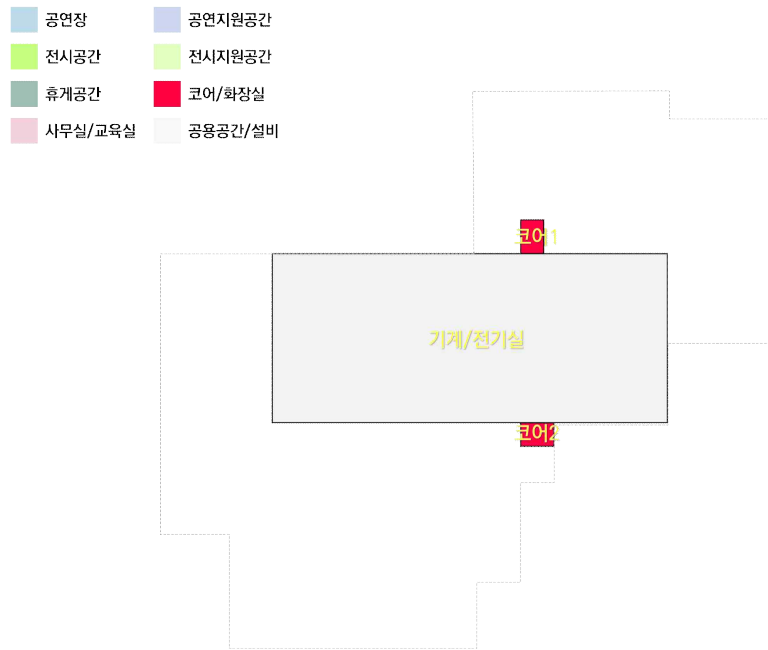 공연장 공연지원공간
전시공간 전시지원공간
휴게공간 코어/화장실
사무실/교육실 공용공간/설비
코어1
기계/전기실
코어2